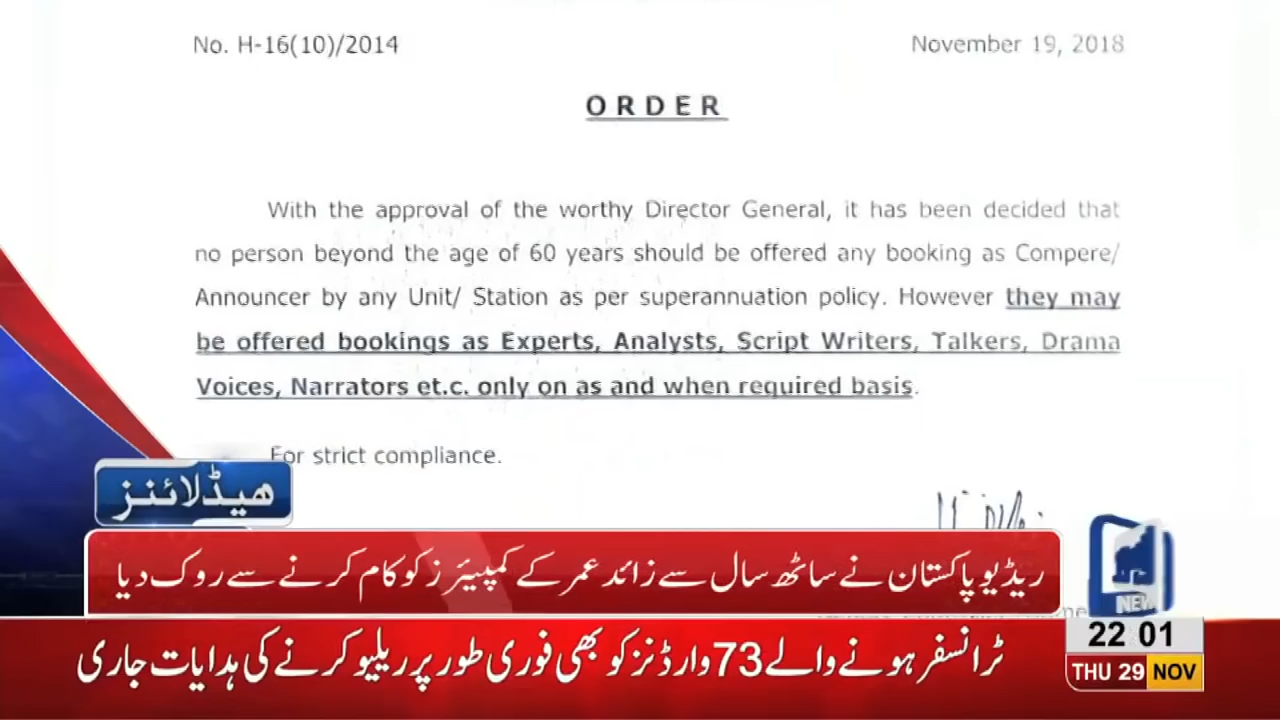 No. H-16(10)/2014
November 19, 2018
ORDER
With the approval of the worthy Director General, it has been decided that
no person beyond the age of 60 years should be offered any booking as Compere/
Announcer by any Unit/ Station as per superannuation policy. However they may
be offered bookings as Experts, Analysts, Script Writers, Talkers, Drama
Voices, Narrators et.c. only on as and when required basis.
For strict compliance.
ھیڈلائنز
ریڈیو پاکستان نے ساٹھ سال سے زائد عمر کے کمپیئرز کو کام کرنے سے روک دیا
NEWS
22 01
ٹرانسفر ہونے والے 73 وارڈنز کو بھی فوری طور پر ریلیو کرنے کی ہدایات جاری
THU 29 NOV